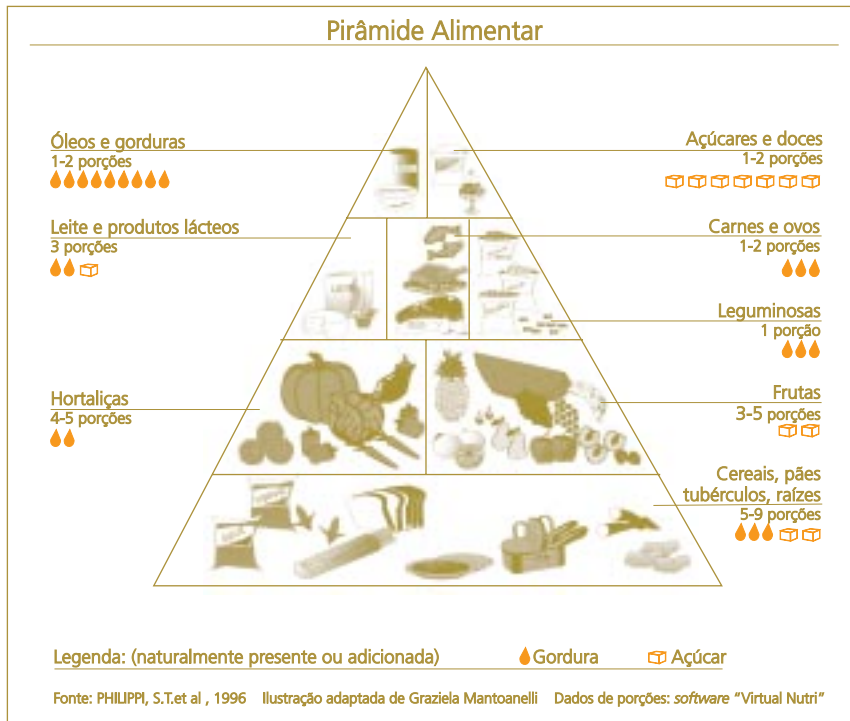 Pirâmide Alimentar
Óleos e gorduras
1-2 porções
Açúcares e doces
1-2 porções
Leite e produtos lácteos
3 porções
Carnes e ovos
1-2 porções
Leguminosas
1 porção
Hortaliças
4-5 porções
Frutas
3-5 porções
Cereais, pães
tubérculos, raízes
5-9 porções
Legenda: (naturalmente presente ou adicionada) Gordura Açúcar
Fonte: PHILIPPI, S.T.et al , 1996 Ilustração adaptada de Graziela Mantoanelli Dados de porções: software “Virtual Nutri”